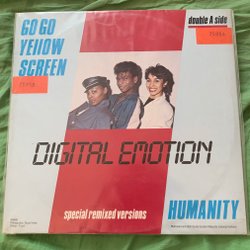 GO GO
YELLOW
SCREEN
double A side
DIGITAL EMOTION
special remixed versions
HUMANITY